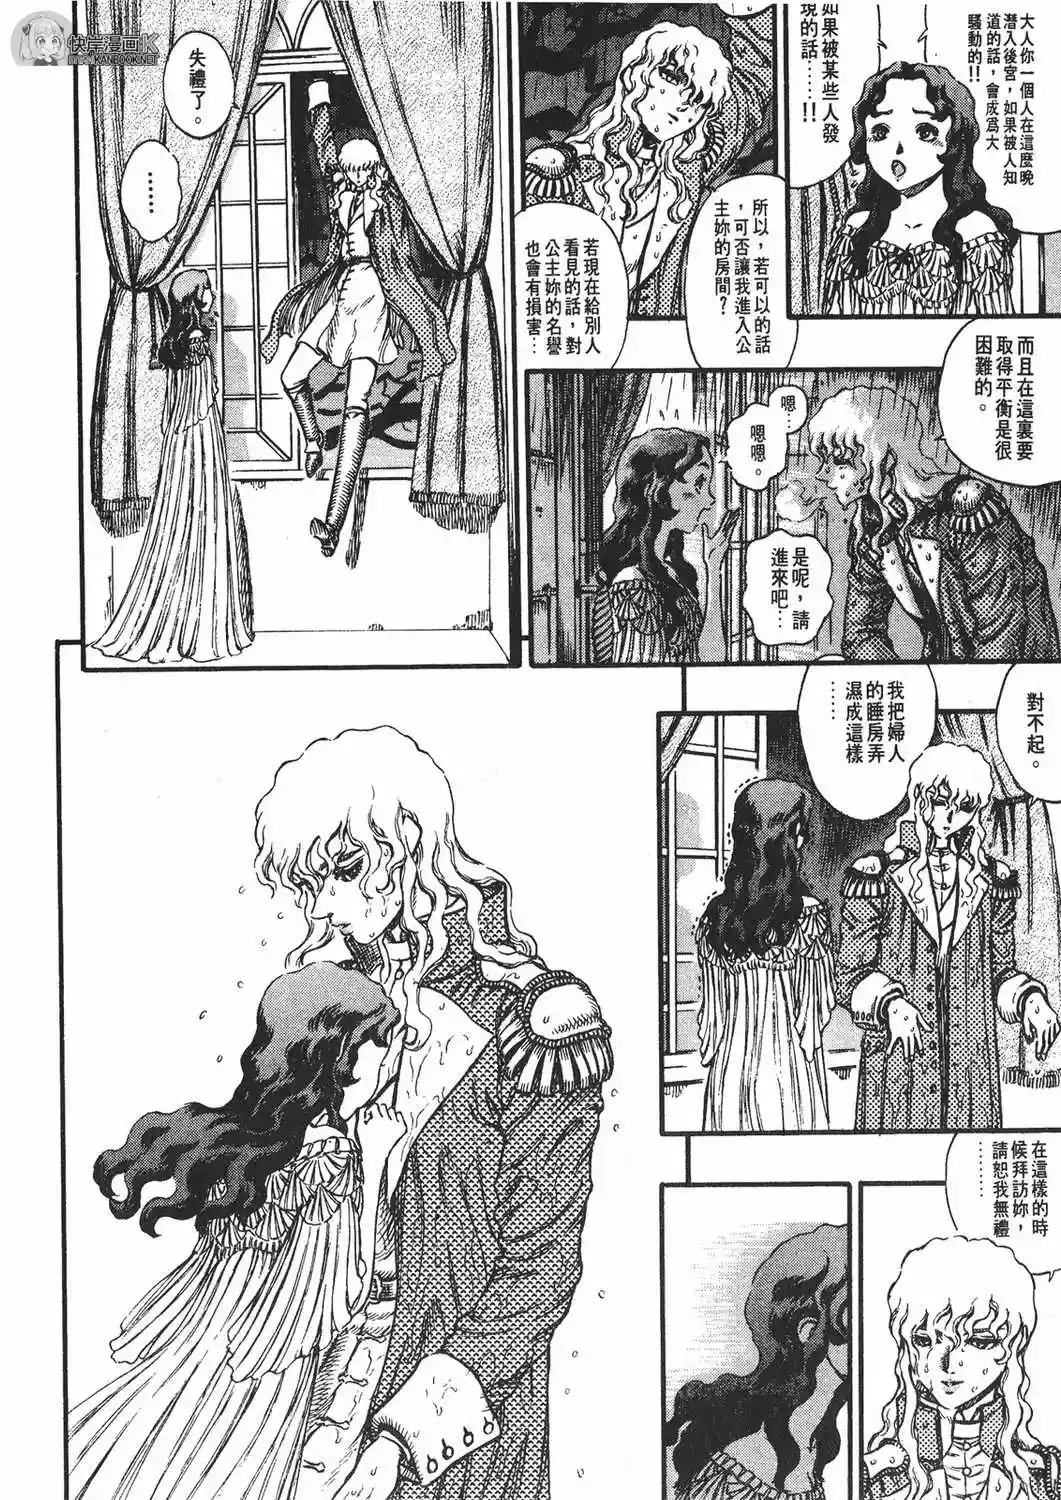 大人你一個人在這麼晚
潛入後宮，如果被人知
道的話，會成爲大
騷動的!!
如果被某些人發
現的話……!!
所以，若可以的話
，可否讓我進入公
主妳的房間？
若現在給別人
看見的話，對
公主妳的名譽
也會有損害…
而且在這裏要
取得平衡是很
困難的。
嗯…
嗯嗯。
是呢，請
進來吧…
失禮了。
……
對不起。
我把婦人
的睡房弄
濕成這樣
……
在這樣的時
候拜訪妳，
請恕我無禮
……
快岸漫画
KANBOOK.NET